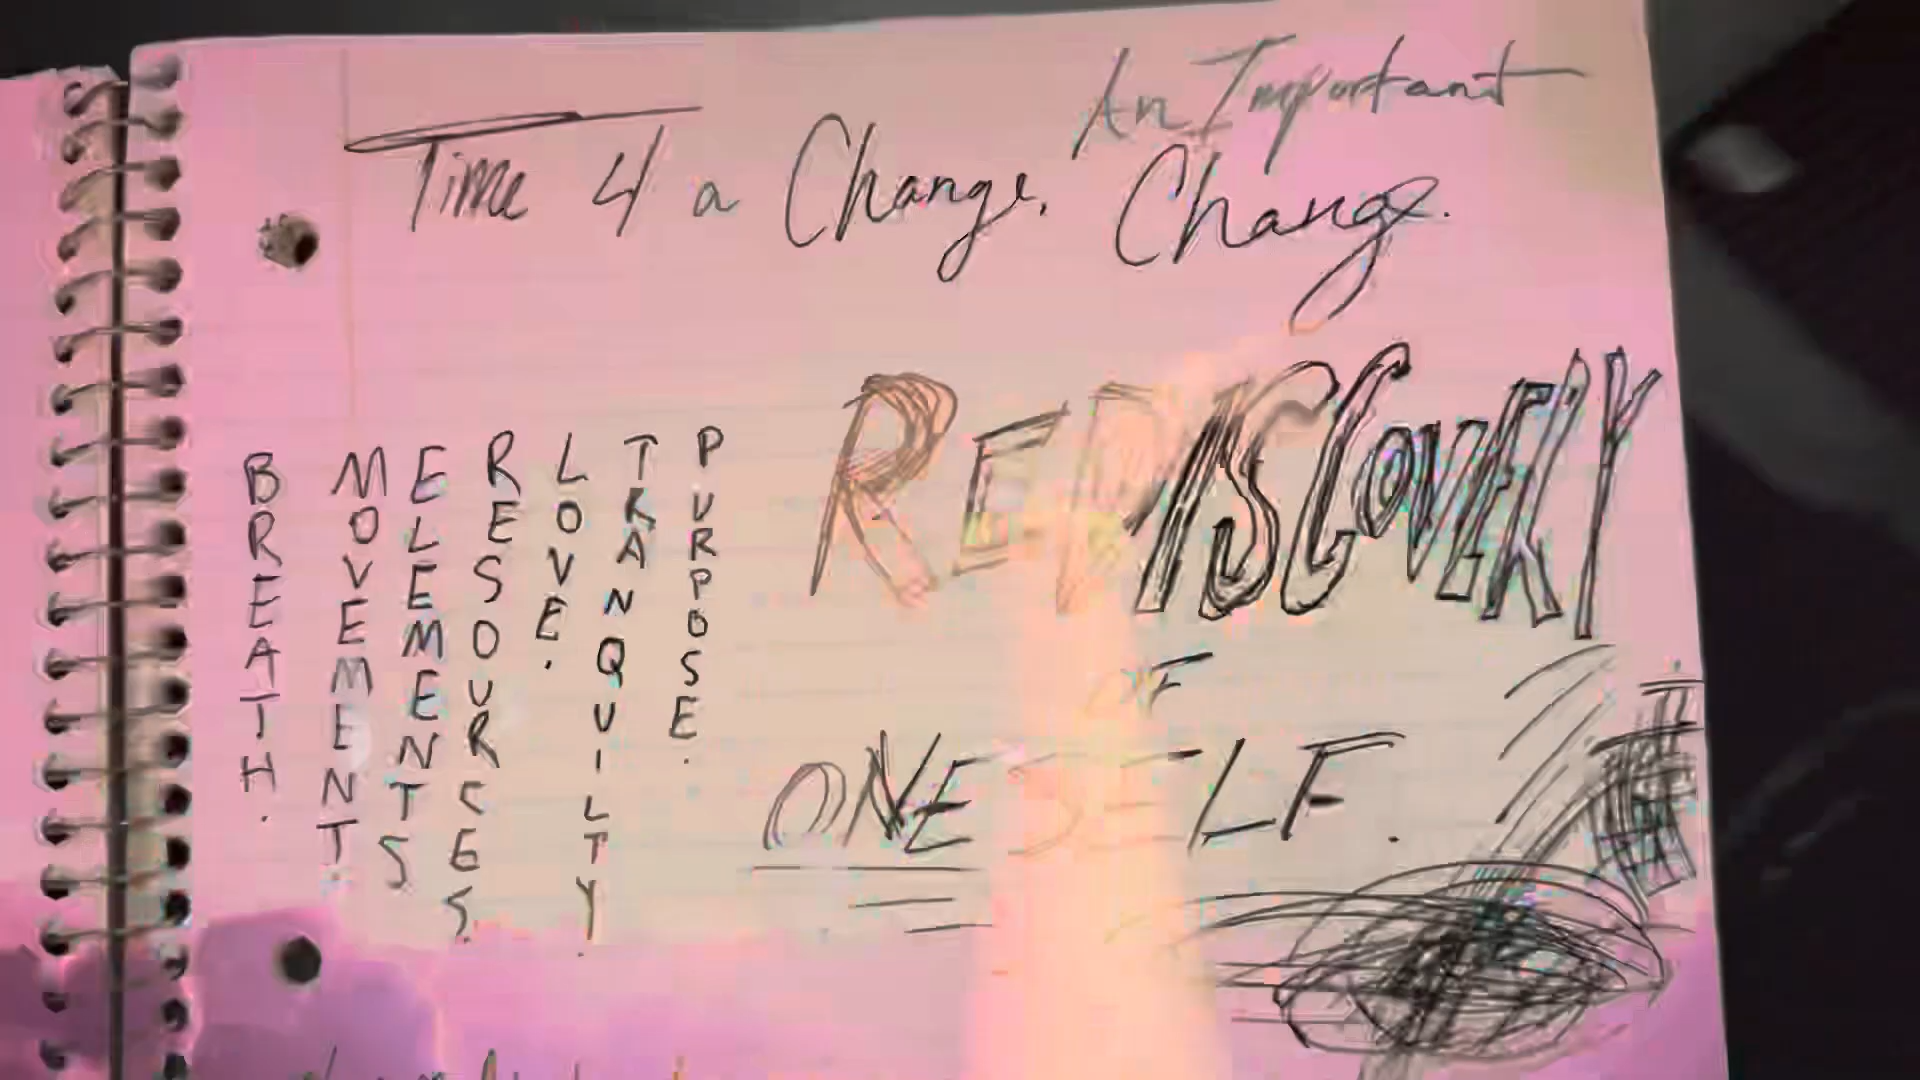 An Important
Time 4 a Change. Change.
REDISCOVERY
OF
ONESELF.
BREATH.
MOVEMENT.
ELEMENTS
RESOURCES.
LOVE.
TRANQUILTY.
PURPOSE.